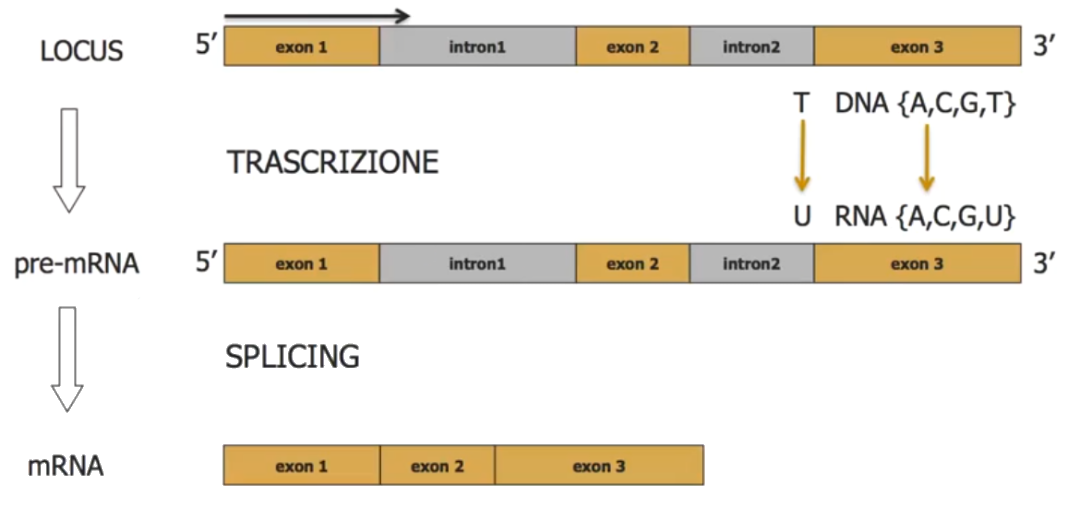 LOCUS 5’ exon 1 intron1 exon 2 intron2 exon 3 3’
T DNA {A,C,G,T}
TRASCRIZIONE
U RNA {A,C,G,U}
pre-mRNA 5’ exon 1 intron1 exon 2 intron2 exon 3 3’
SPLICING
mRNA exon 1 exon 2 exon 3